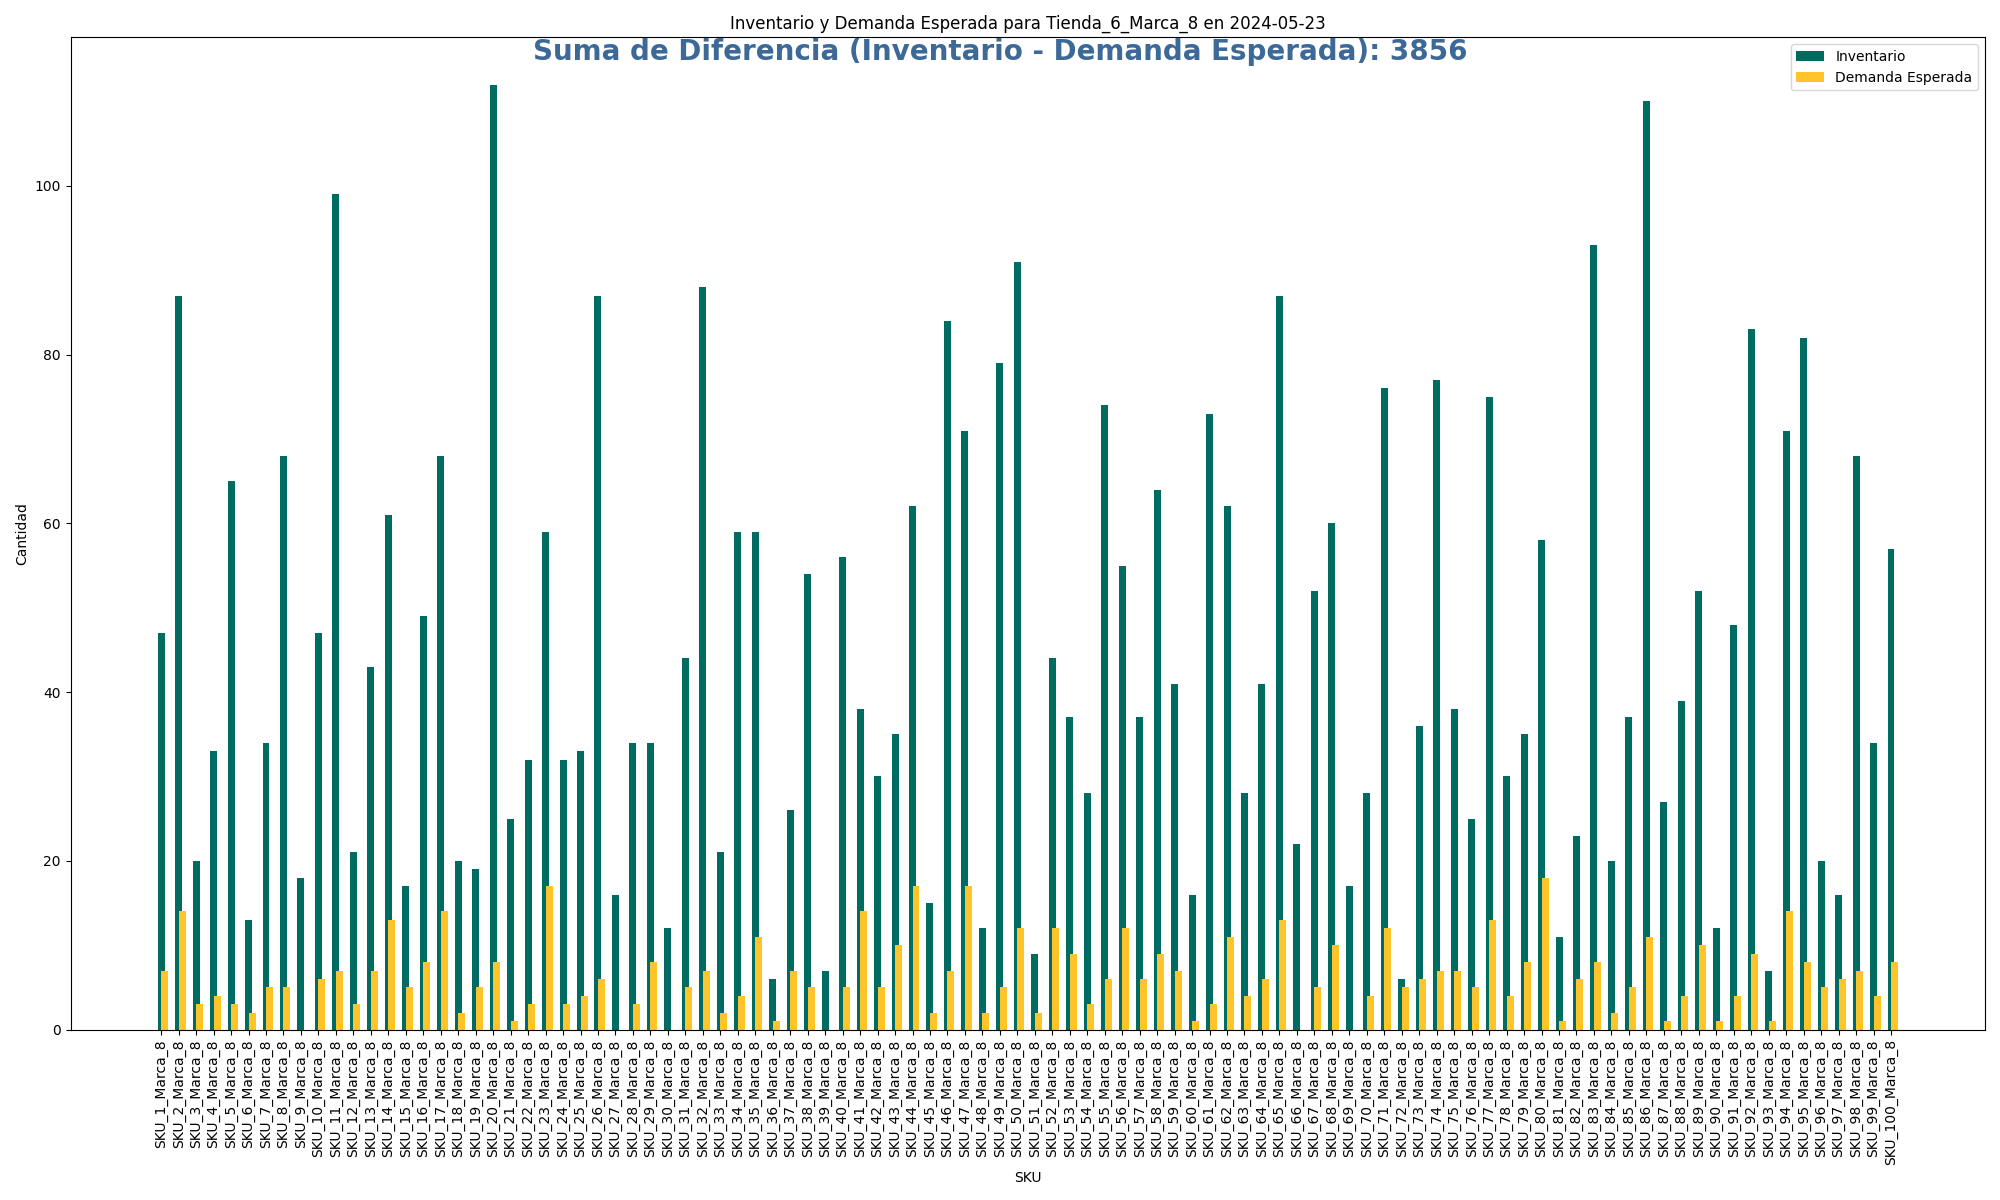 Inventario y Demanda Esperada para Tienda_6_Marca_8 en 2024-05-23
Suma de Diferencia (Inventario - Demanda Esperada): 3856
Inventario
Demanda Esperada
Cantidad
100
80
60
40
20
0
SKU_1_Marca_8
SKU_2_Marca_8
SKU_3_Marca_8
SKU_4_Marca_8
SKU_5_Marca_8
SKU_6_Marca_8
SKU_7_Marca_8
SKU_8_Marca_8
SKU_9_Marca_8
SKU_10_Marca_8
SKU_11_Marca_8
SKU_12_Marca_8
SKU_13_Marca_8
SKU_14_Marca_8
SKU_15_Marca_8
SKU_16_Marca_8
SKU_17_Marca_8
SKU_18_Marca_8
SKU_19_Marca_8
SKU_20_Marca_8
SKU_21_Marca_8
SKU_22_Marca_8
SKU_23_Marca_8
SKU_24_Marca_8
SKU_25_Marca_8
SKU_26_Marca_8
SKU_27_Marca_8
SKU_28_Marca_8
SKU_29_Marca_8
SKU_30_Marca_8
SKU_31_Marca_8
SKU_32_Marca_8
SKU_33_Marca_8
SKU_34_Marca_8
SKU_35_Marca_8
SKU_36_Marca_8
SKU_37_Marca_8
SKU_38_Marca_8
SKU_39_Marca_8
SKU_40_Marca_8
SKU_41_Marca_8
SKU_42_Marca_8
SKU_43_Marca_8
SKU_44_Marca_8
SKU_45_Marca_8
SKU_46_Marca_8
SKU_47_Marca_8
SKU_48_Marca_8
SKU_49_Marca_8
SKU_50_Marca_8
SKU_51_Marca_8
SKU_52_Marca_8
SKU_53_Marca_8
SKU_54_Marca_8
SKU_55_Marca_8
SKU_56_Marca_8
SKU_57_Marca_8
SKU_58_Marca_8
SKU_59_Marca_8
SKU_60_Marca_8
SKU_61_Marca_8
SKU_62_Marca_8
SKU_63_Marca_8
SKU_64_Marca_8
SKU_65_Marca_8
SKU_66_Marca_8
SKU_67_Marca_8
SKU_68_Marca_8
SKU_69_Marca_8
SKU_70_Marca_8
SKU_71_Marca_8
SKU_72_Marca_8
SKU_73_Marca_8
SKU_74_Marca_8
SKU_75_Marca_8
SKU_76_Marca_8
SKU_77_Marca_8
SKU_78_Marca_8
SKU_79_Marca_8
SKU_80_Marca_8
SKU_81_Marca_8
SKU_82_Marca_8
SKU_83_Marca_8
SKU_84_Marca_8
SKU_85_Marca_8
SKU_86_Marca_8
SKU_87_Marca_8
SKU_88_Marca_8
SKU_89_Marca_8
SKU_90_Marca_8
SKU_91_Marca_8
SKU_92_Marca_8
SKU_93_Marca_8
SKU_94_Marca_8
SKU_95_Marca_8
SKU_96_Marca_8
SKU_97_Marca_8
SKU_98_Marca_8
SKU_99_Marca_8
SKU_100_Marca_8
SKU